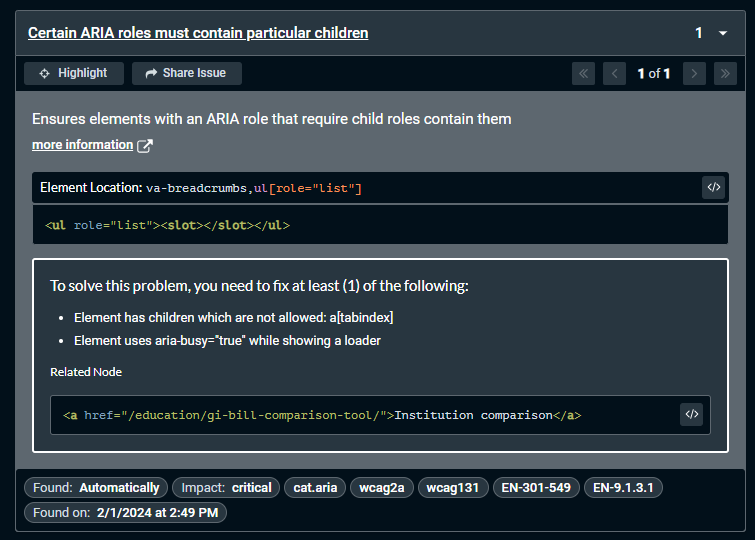 Certain ARIA roles must contain particular children 1
Highlight Share Issue « < 1 of 1 > »
Ensures elements with an ARIA role that require child roles contain them
more information
Element Location: va-breadcrumbs,ul[role="list"] </>
<ul role="list"><slot></slot></ul>
To solve this problem, you need to fix at least (1) of the following:
• Element has children which are not allowed: a[tabindex]
• Element uses aria-busy="true" while showing a loader
Related Node
<a href="/education/gi-bill-comparison-tool/">Institution comparison</a> </>
Found: Automatically Impact: critical cat.aria wcag2a wcag131 EN-301-549 EN-9.1.3.1
Found on: 2/1/2024 at 2:49 PM